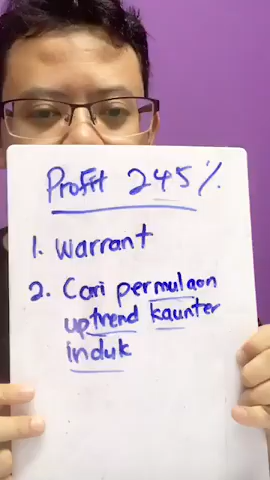 Profit 245%
1. Warrant
2. Cari permulaan
uptrend kaunter
induk